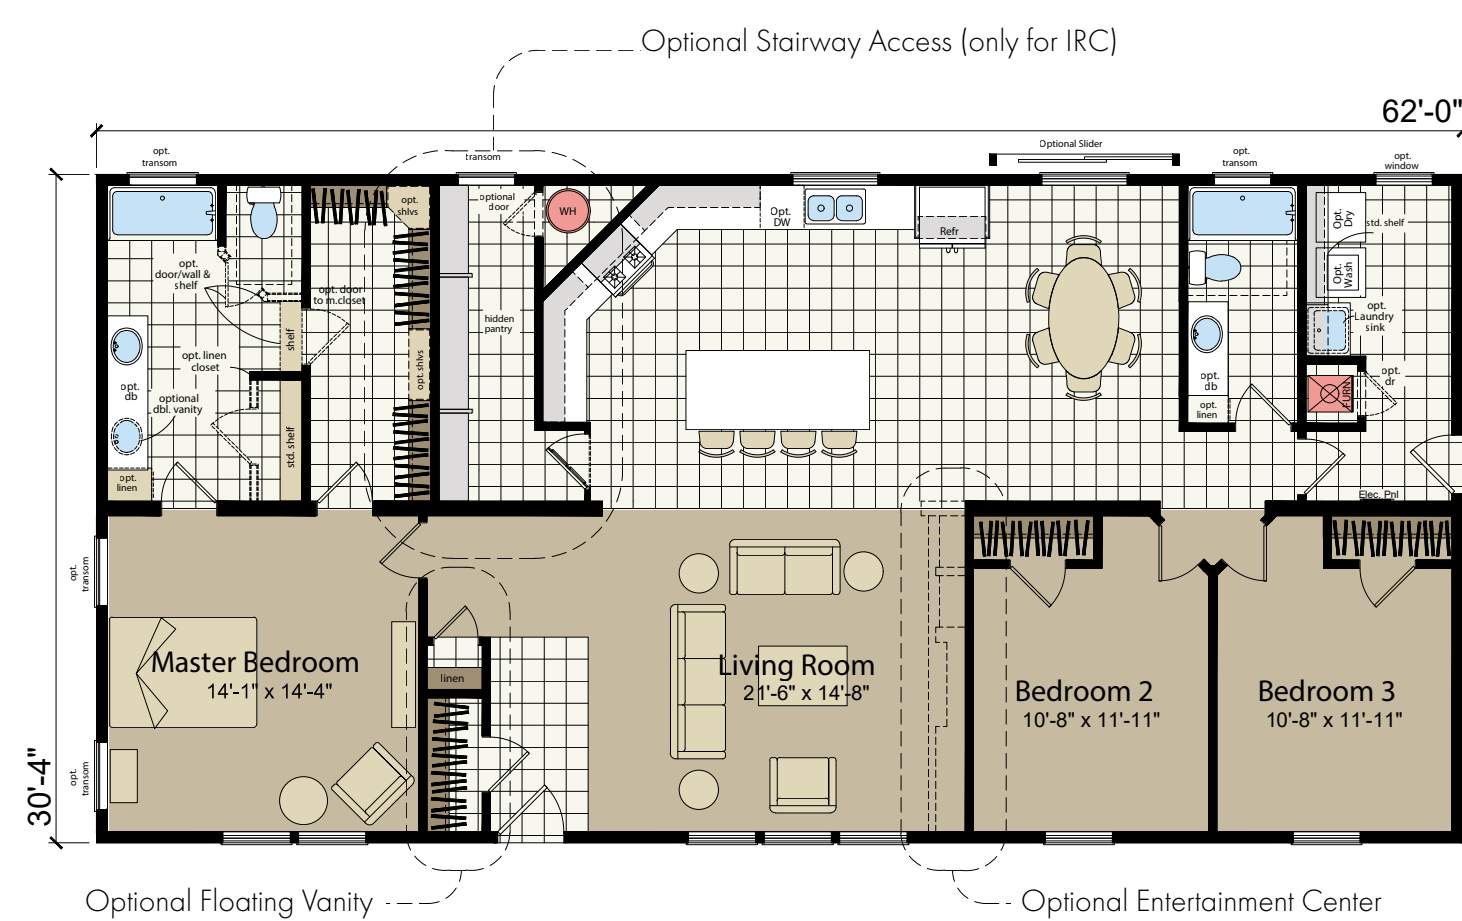 Optional Stairway Access (only for IRC)
62'-0"
opt.
transom
transom
Optional Slider
opt.
transom
opt.
window
opt.
shlvs
optional
door
WH
Opt.
DW
Refr
Opt.
Dry
std. shelf
opt.
door/wall &
shelf
opt. door
to m.closet
Opt.
Wash
hidden
pantry
opt.
Laundry
sink
shelf
opt. linen
closet
opt. shlvs
opt.
db
optional
dbl. vanity
opt.
db
opt.
dr
FURN
opt.
linen
std. shelf
opt.
linen
Elec. Pnl
opt.
transom
Master Bedroom
14'-1" x 14'-4"
linen
Living Room
21'-6" x 14'-8"
Bedroom 2
10'-8" x 11'-11"
Bedroom 3
10'-8" x 11'-11"
opt.
transom
30'-4"
Optional Floating Vanity
Optional Entertainment Center